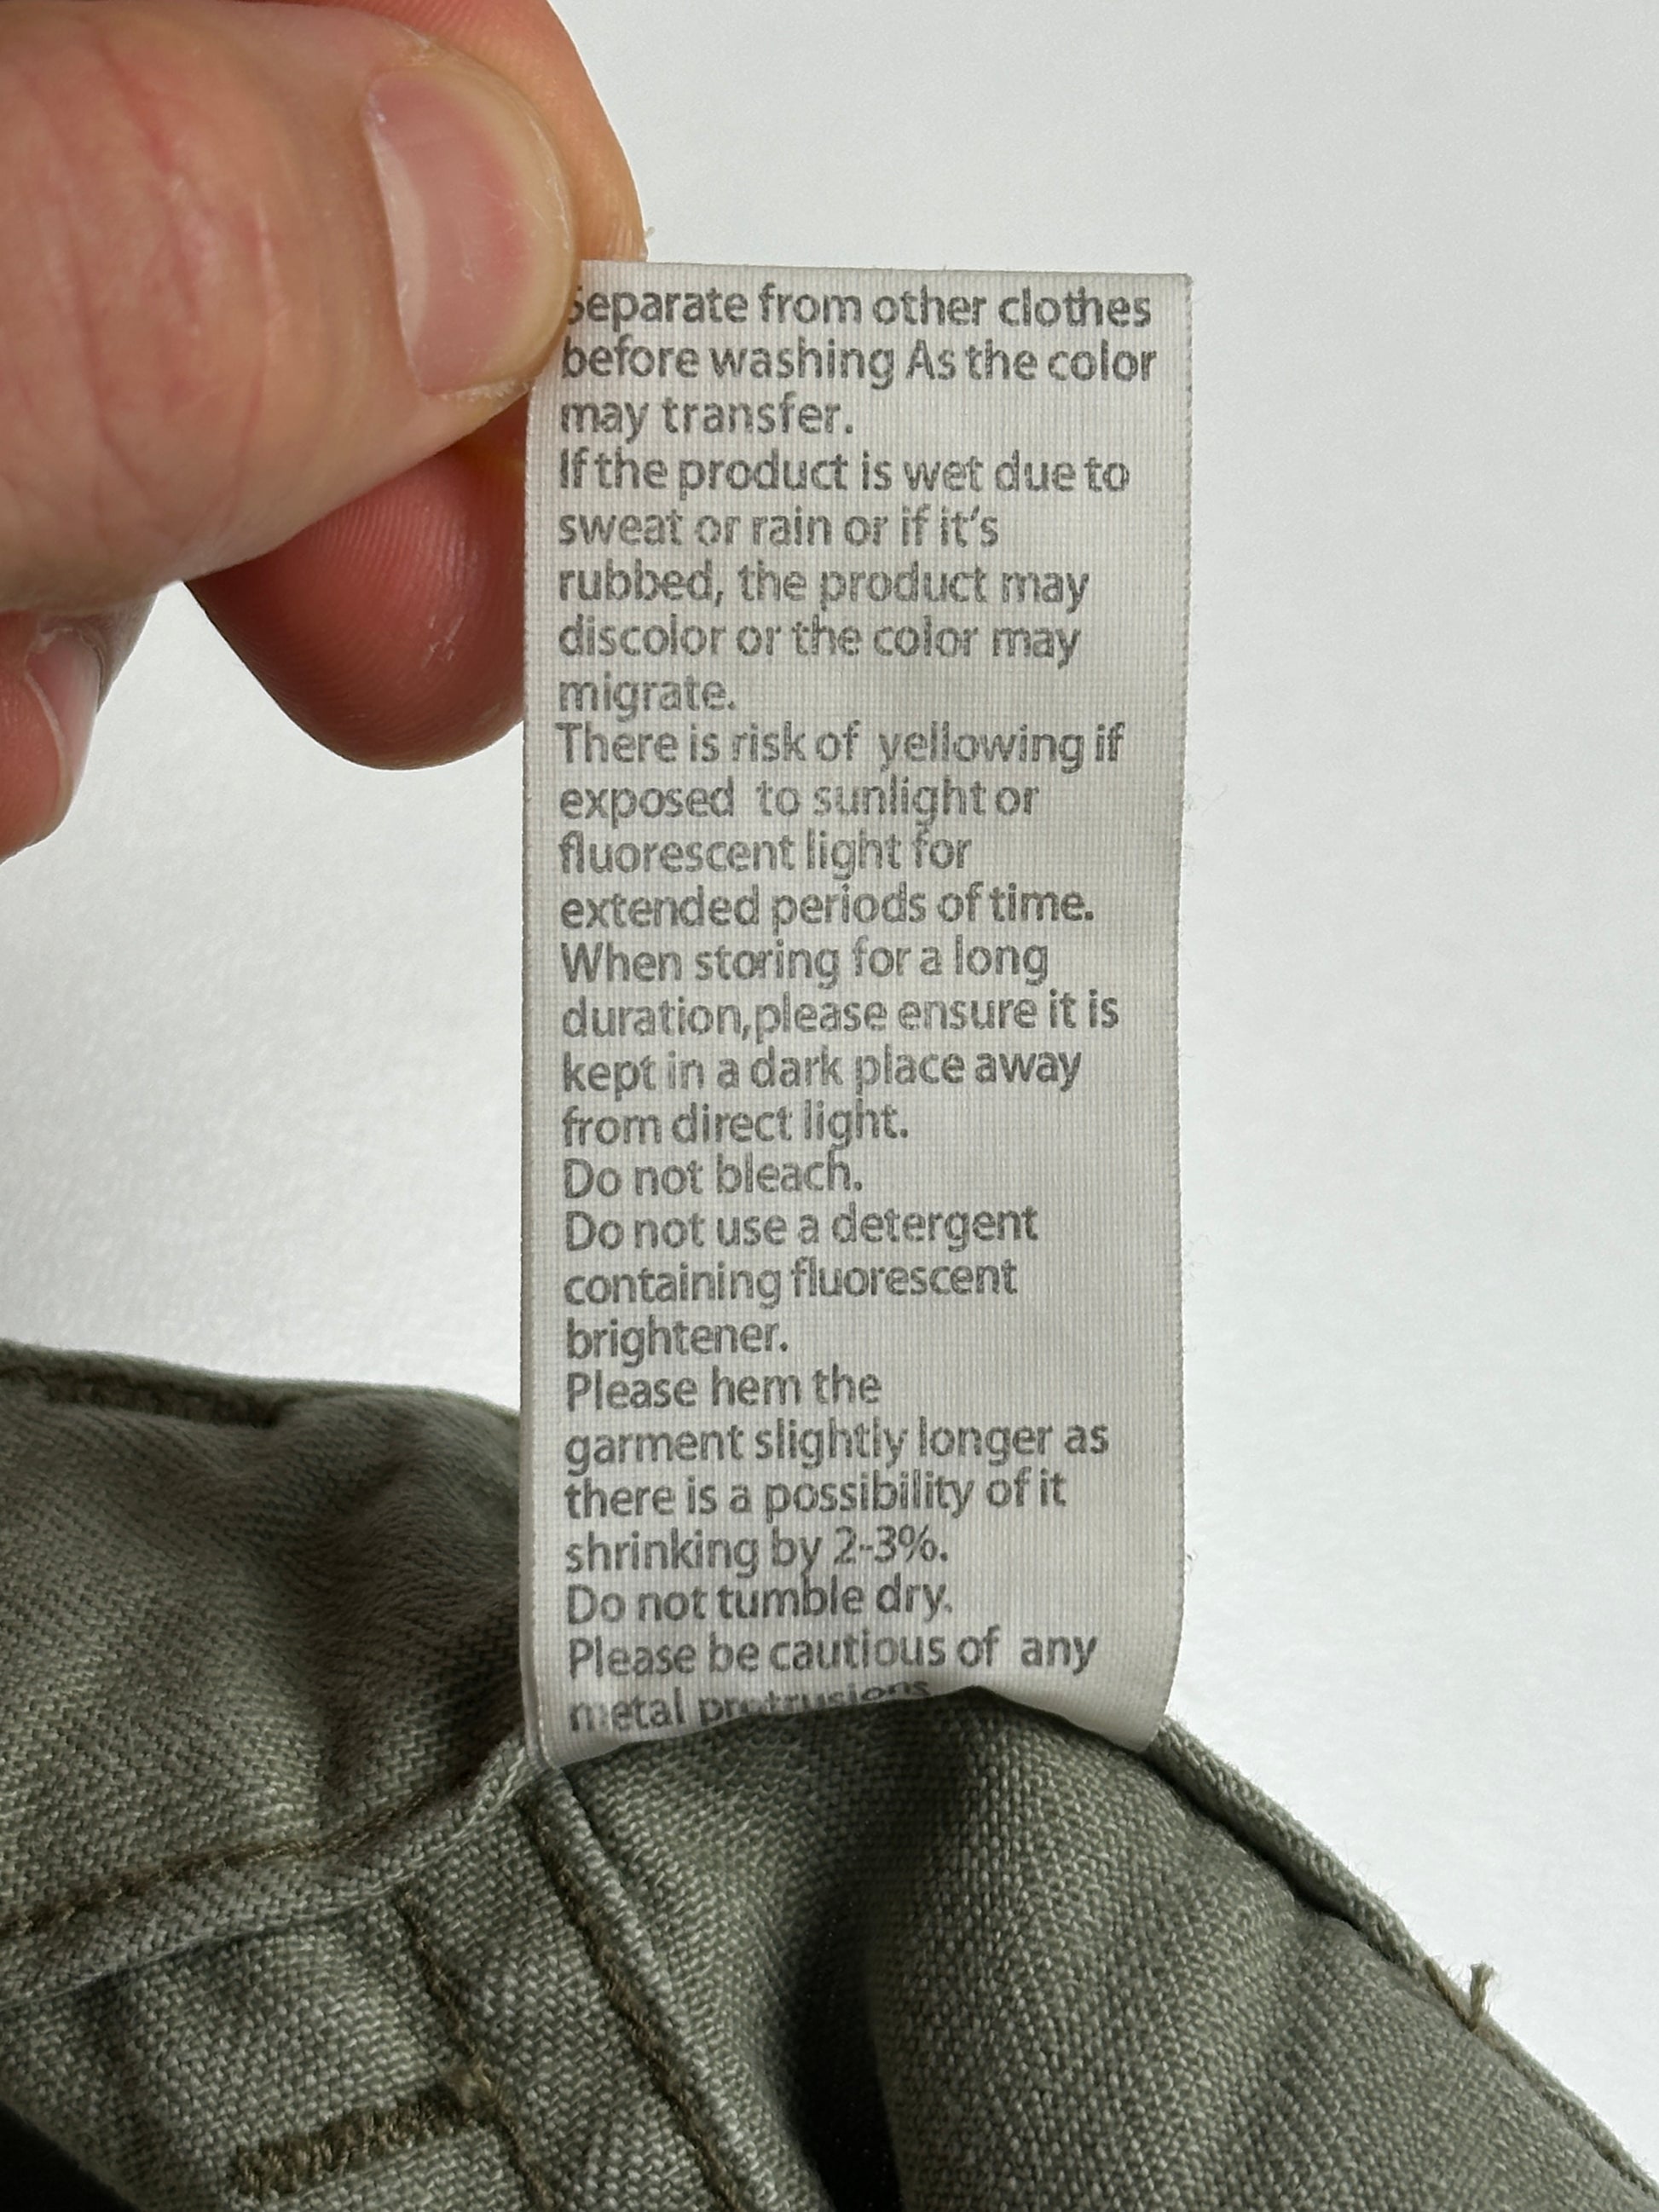 Separate from other clothes
before washing As the color
may transfer.
If the product is wet due to
sweat or rain or if it's
rubbed, the product may
discolor or the color may
migrate.
There is risk of yellowing if
exposed to sunlight or
fluorescent light for
extended periods of time.
When storing for a long
duration,please ensure it is
kept in a dark place away
from direct light.
Do not bleach.
Do not use a detergent
containing fluorescent
brightener.
Please hem the
garment slightly longer as
there is a possibility of it
shrinking by 2-3%.
Do not tumble dry.
Please be cautious of any
metal protrusions